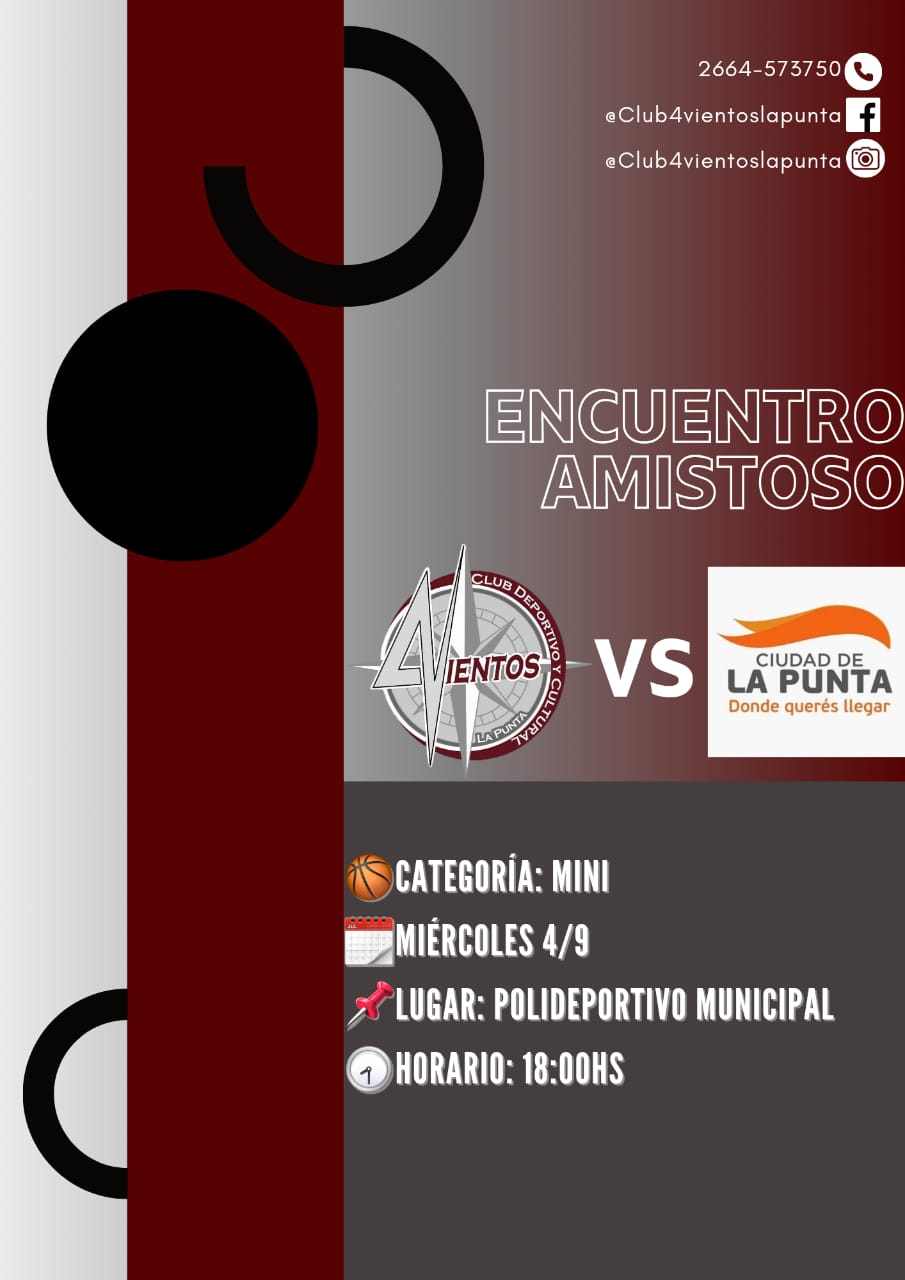 2664-573750
@Club4vientoslapunta
@Club4vientoslapunta
ENCUENTRO
AMISTOSO
CLUB DEPORTIVO Y CULTURAL
4VIENTOS
LA PUNTA
VS
CIUDAD DE
LA PUNTA
Donde querés llegar
CATEGORÍA: MINI
MIÉRCOLES 4/9
LUGAR: POLIDEPORTIVO MUNICIPAL
HORARIO: 18:00HS